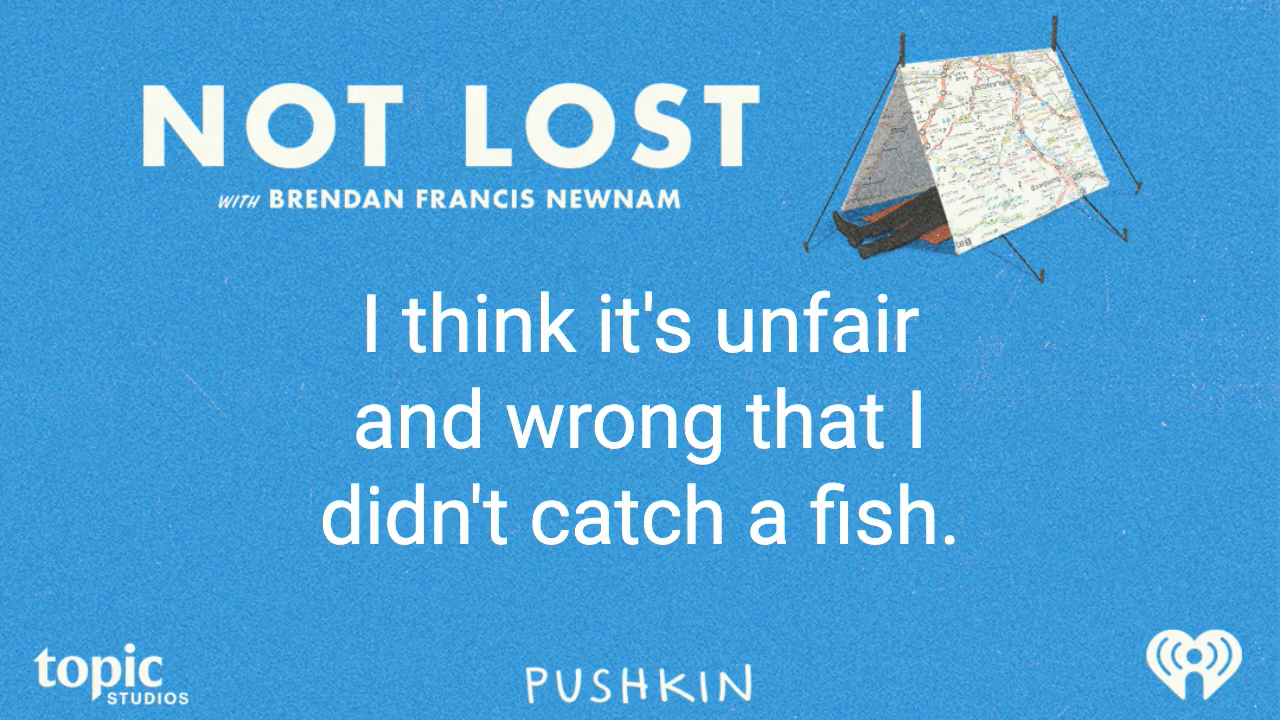 NOT LOST
WITH BRENDAN FRANCIS NEWNAM
I think it's unfair
and wrong that I
didn't catch a fish.
topic
STUDIOS
PUSHKIN